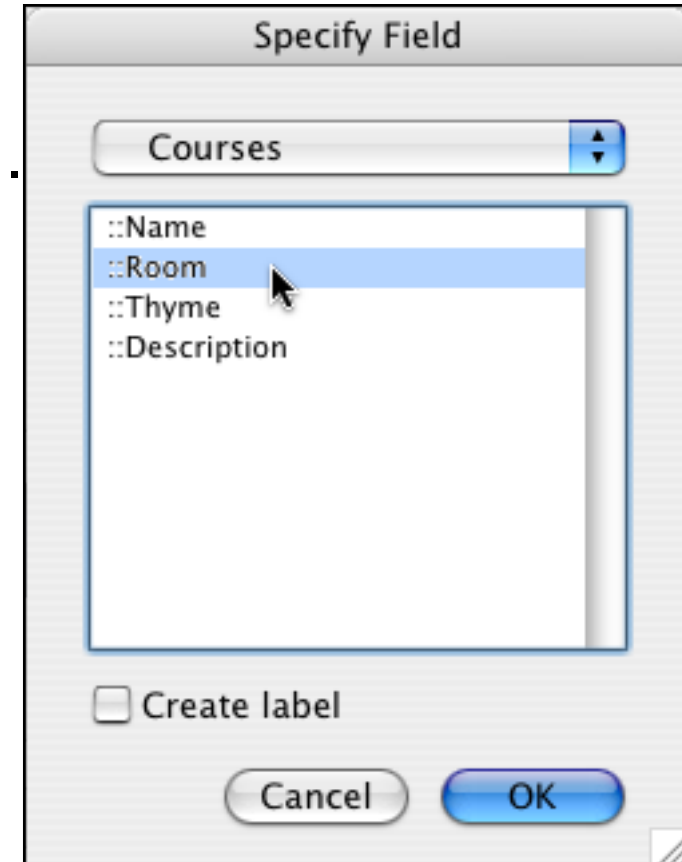 Specify Field
Courses
::Name
::Room
::Thyme
::Description
Create label
Cancel OK